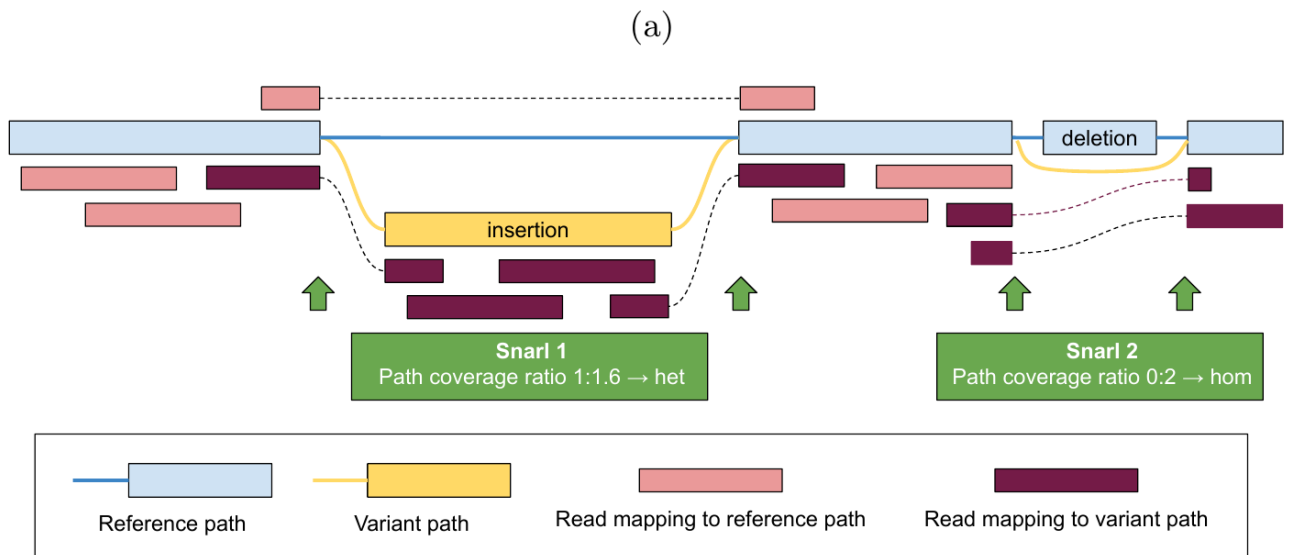 (a)
deletion
insertion
Snarl 1
Path coverage ratio 1:1.6 → het
Snarl 2
Path coverage ratio 0:2 → hom
Reference path
Variant path
Read mapping to reference path
Read mapping to variant path